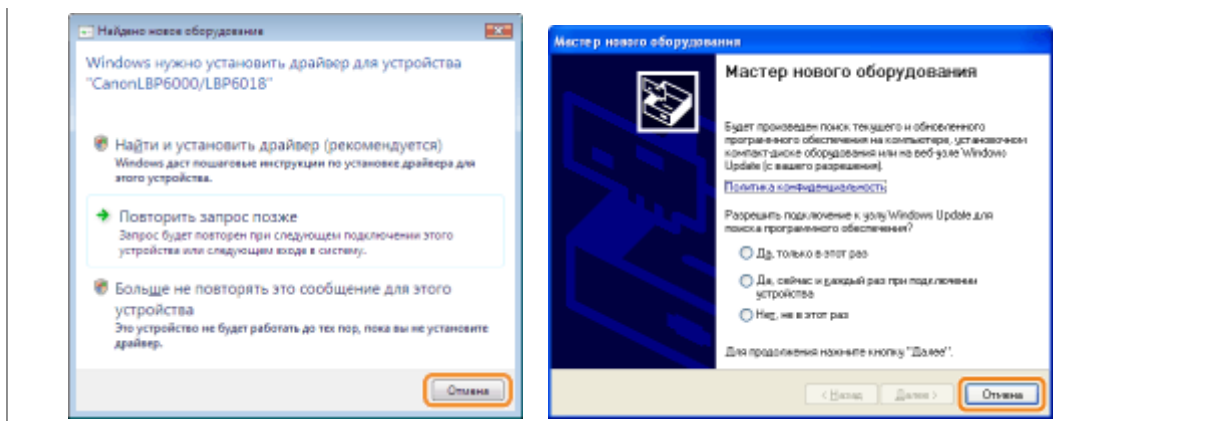 Найдено новое оборудование
Windows нужно установить драйвер для устройства
"CanonLBP6000/LBP6018"
Найти и установить драйвер (рекомендуется)
Windows даст пошаговые инструкции по установке драйвера для
этого устройства.
Повторить запрос позже
Запрос будет повторен при следующем подключении этого
устройства или следующем входе в систему.
Больше не повторять это сообщение для этого
устройства
Это устройство не будет работать до тех пор, пока вы не установите
драйвер.
Отмена
Мастер нового оборудования
Мастер нового оборудования
Будет произведен поиск текущего и обновленного
программного обеспечения на компьютере, установочном
компакт-диске оборудования или на веб-узле Windows
Update (с вашего разрешения).
Политика конфиденциальность
Разрешить подключение к узлу Windows Update для
поиска программного обеспечения?
Да, только в этот раз
Да, сейчас и каждый раз при подключении
устройства
Нет, не в этот раз
Для продолжения нажмите кнопку "Далее".
< Назад
Далее >
Отмена